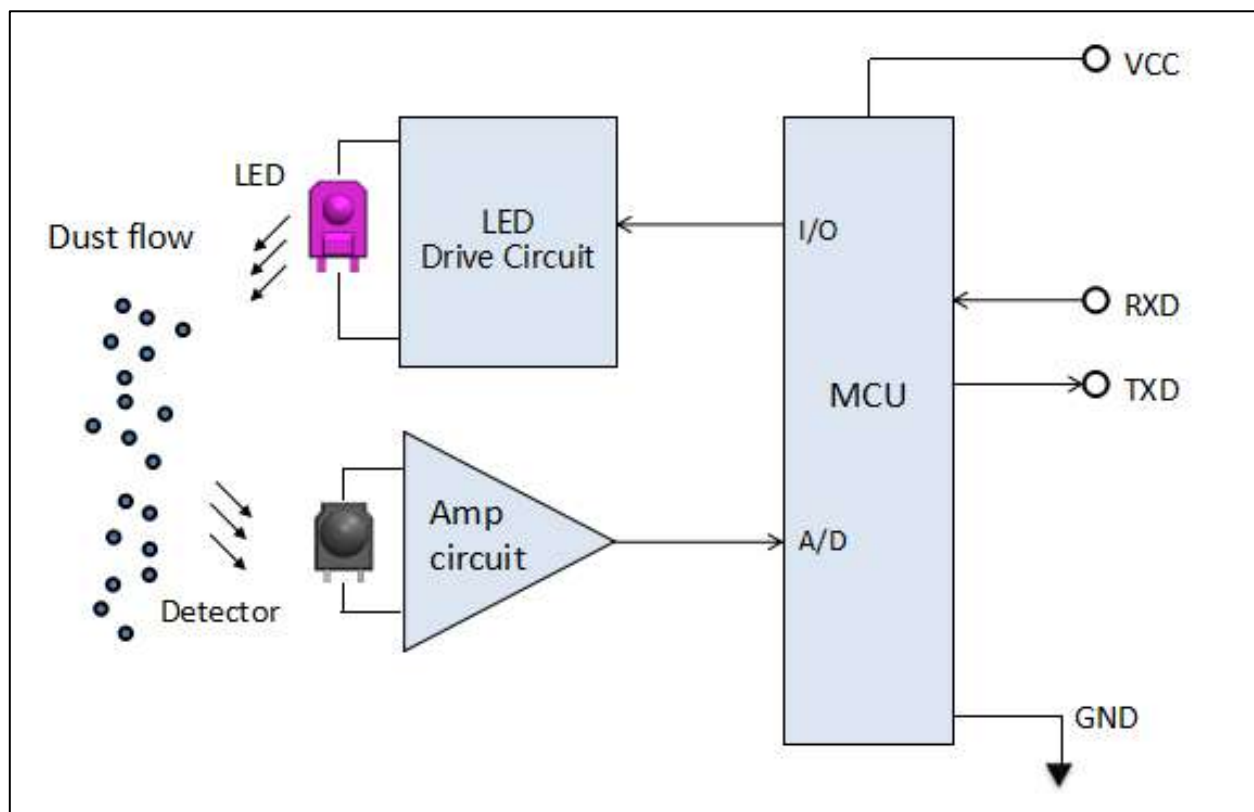 VCC
LED
Dust flow
LED
Drive Circuit
I/O
RXD
MCU
TXD
Amp
circuit
A/D
Detector
GND